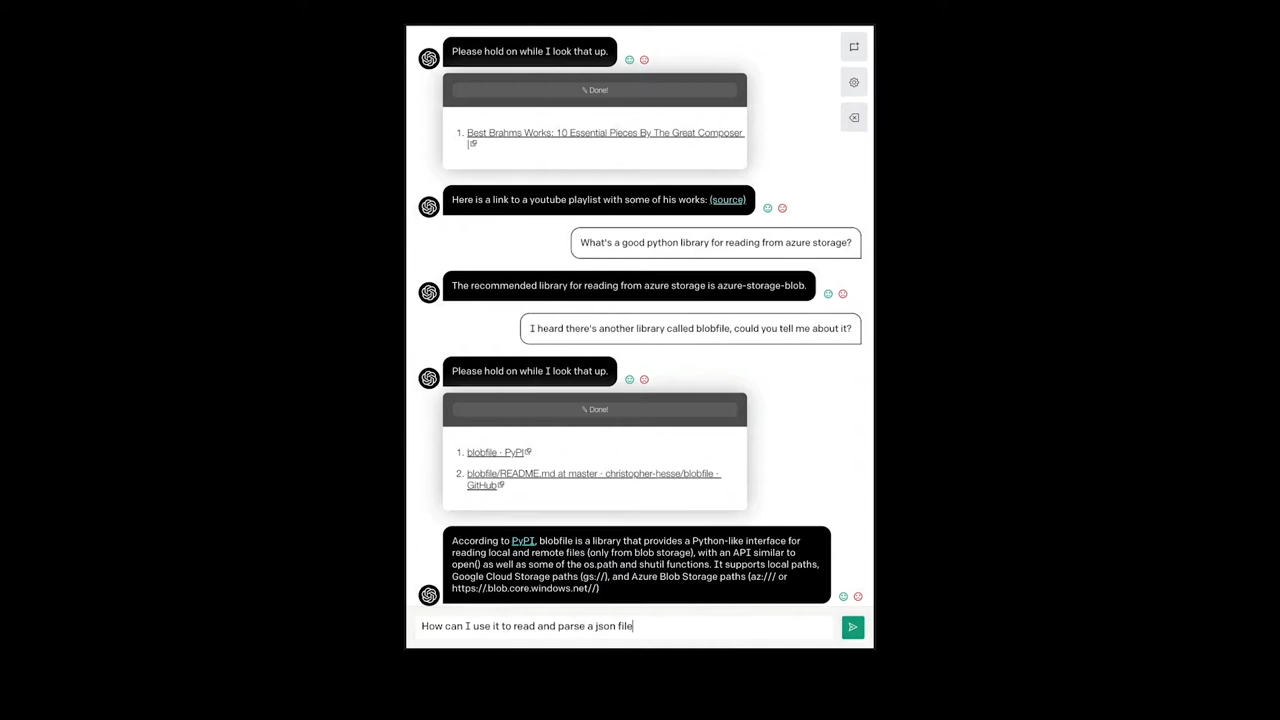 Please hold on while I look that up.
Done!
1. Best Brahms Works: 10 Essential Pieces By The Great Composer
|
Here is a link to a youtube playlist with some of his works: (source)
What's a good python library for reading from azure storage?
The recommended library for reading from azure storage is azure-storage-blob.
I heard there's another library called blobfile, could you tell me about it?
Please hold on while I look that up.
Done!
1. blobfile · PyPI
2. blobfile/README.md at master · christopher-hesse/blobfile ·
GitHub
According to PyPI, blobfile is a library that provides a Python-like interface for
reading local and remote files (only from blob storage), with an API similar to
open() as well as some of the os.path and shutil functions. It supports local paths,
Google Cloud Storage paths (gs://), and Azure Blob Storage paths (az:/// or
https://.blob.core.windows.net//)
How can I use it to read and parse a json file